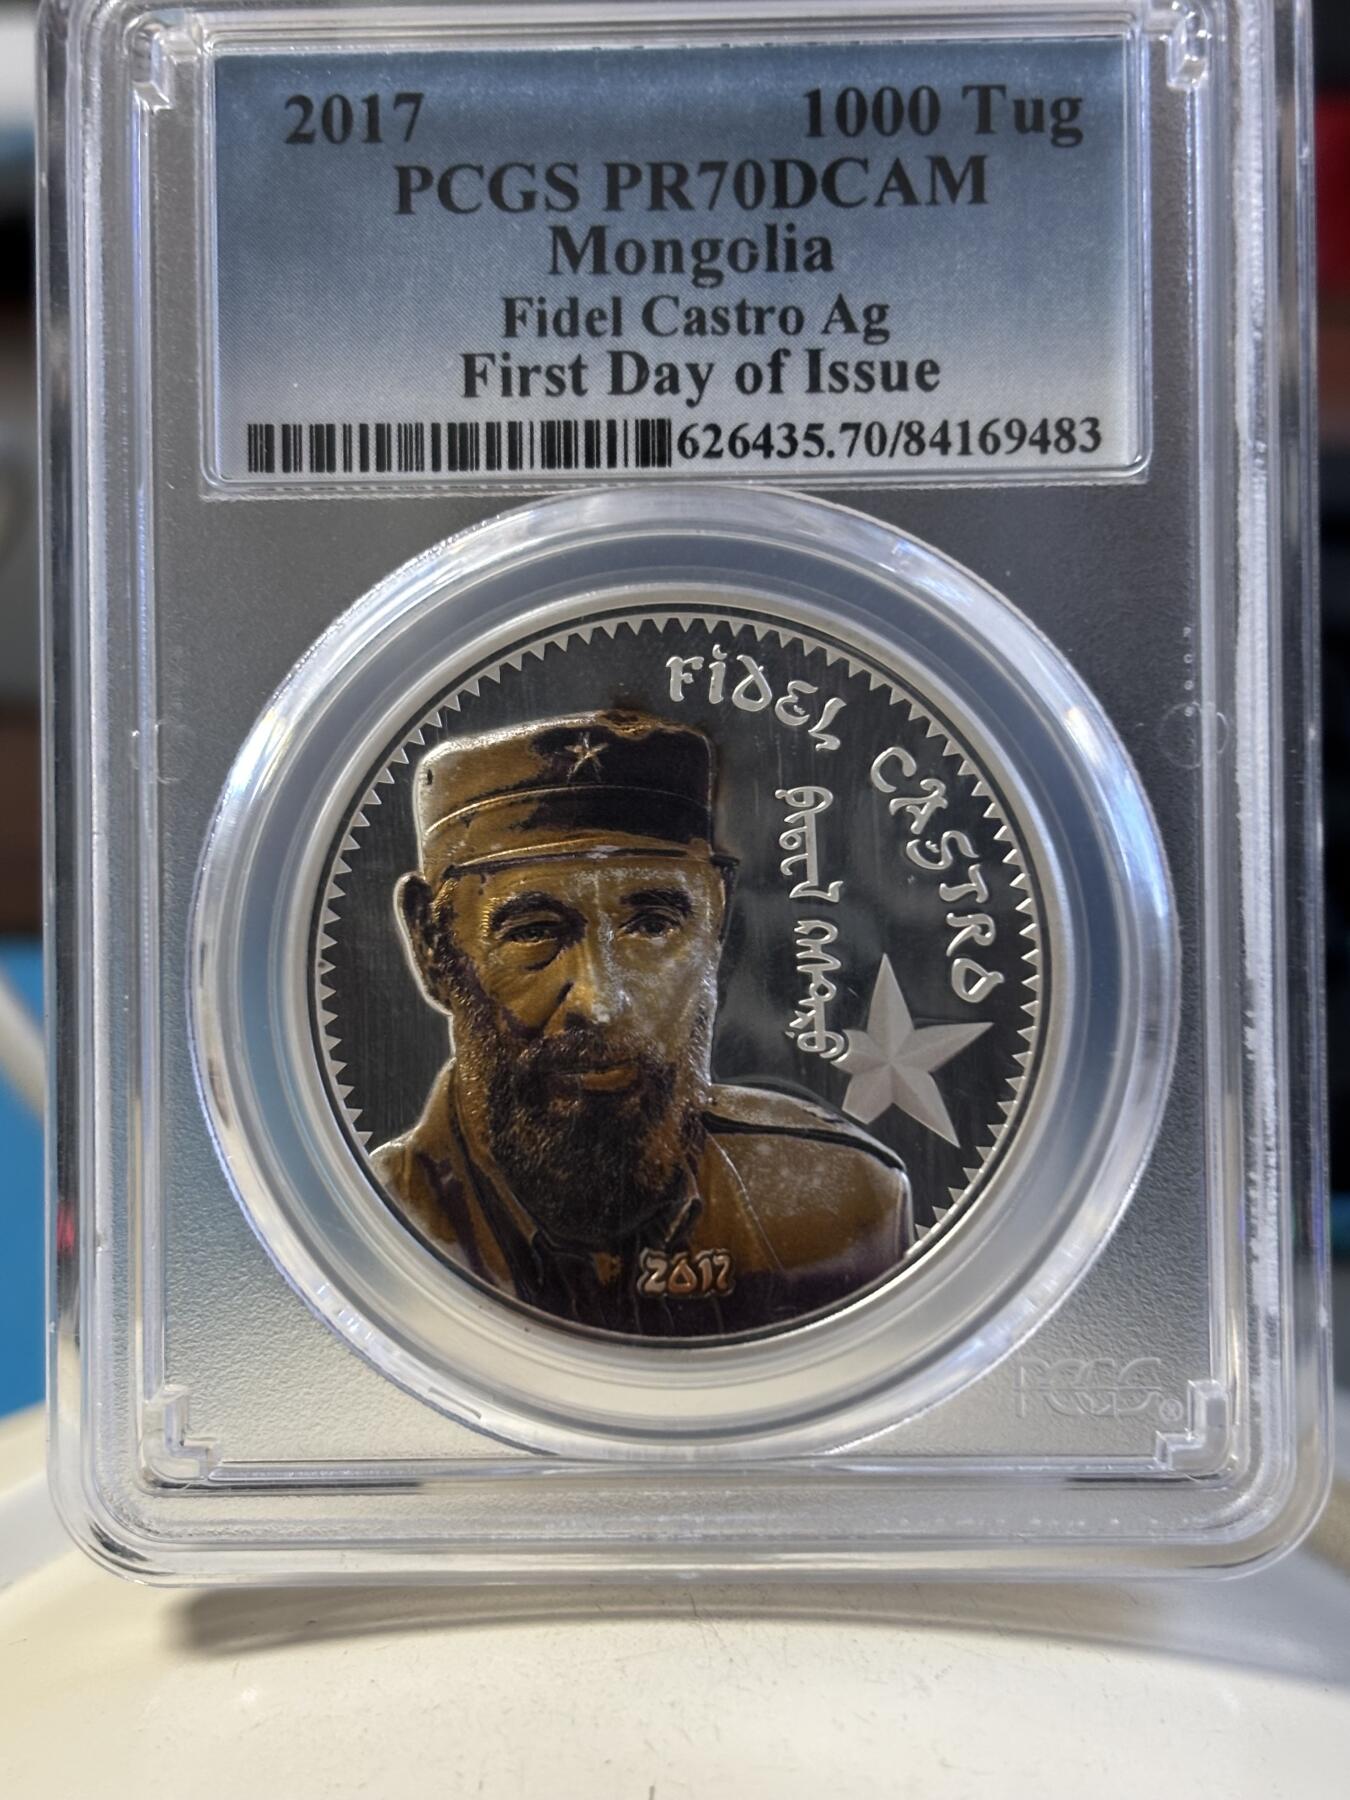 2017 1000 Tug
PCGS PR70DCAM
Mongolia
Fidel Castro Ag
First Day of Issue
626435.70/84169483
FIDEL CASTRO
2017
PCGS